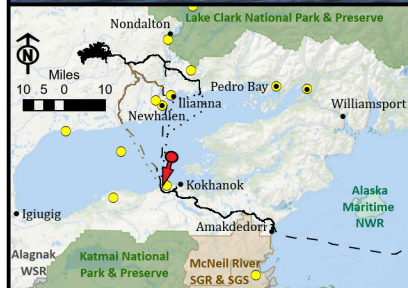 Lake Clark National Park & Preserve
Nondalton
N
Miles
10 5 0 10
Pedro Bay
Iliamna
Newhalen
Williamsport
Kokhanok
Igiugig
Amakdedori
Alaska
Maritime
NWR
Alagnak
WSR
Katmai National
Park & Preserve
McNeil River
SGR & SGS